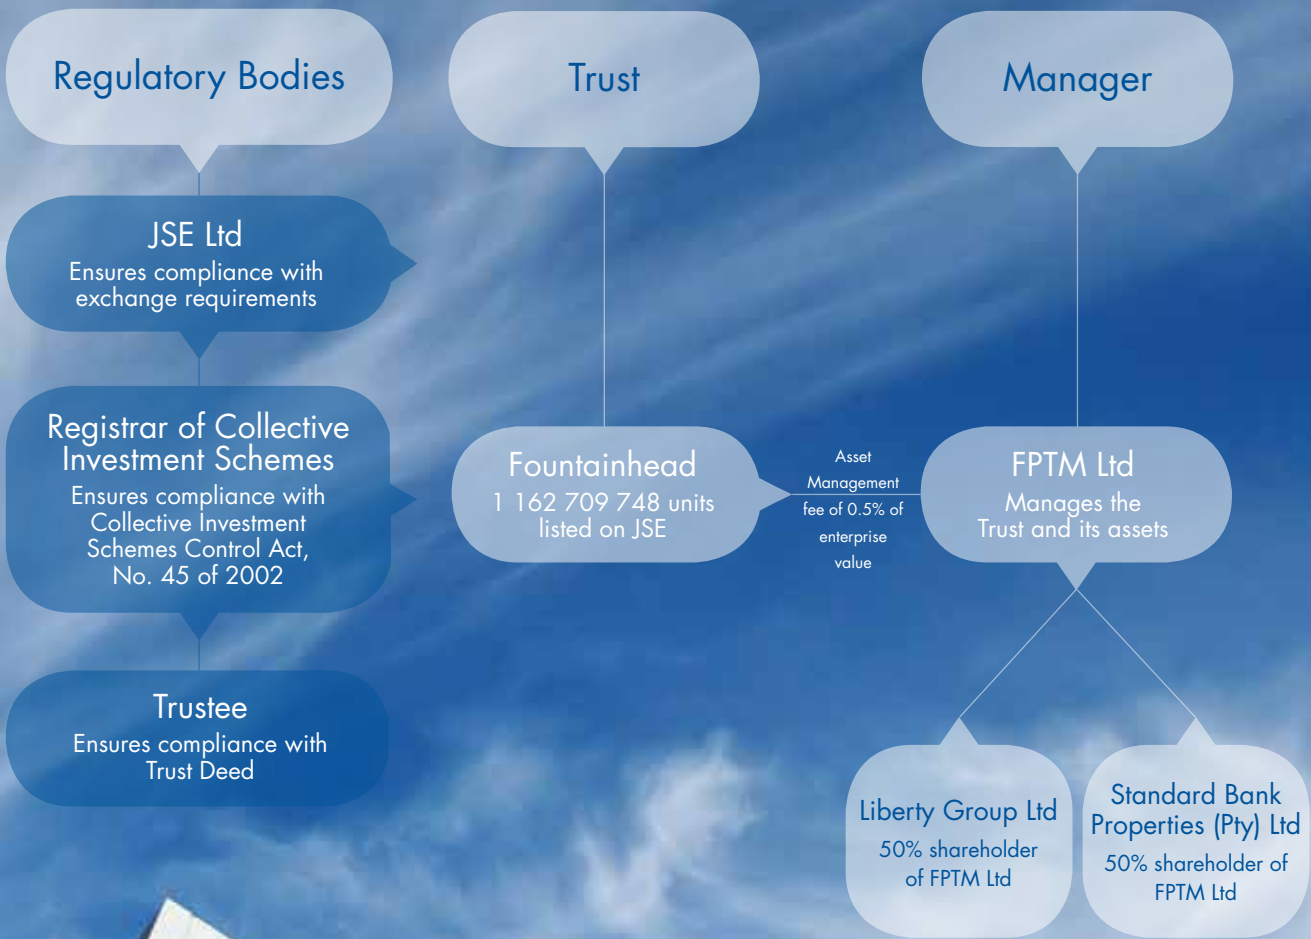 Regulatory Bodies
JSE Ltd
Ensures compliance with
exchange requirements
Registrar of Collective
Investment Schemes
Ensures compliance with
Collective Investment
Schemes Control Act,
No. 45 of 2002
Trustee
Ensures compliance with
Trust Deed
Trust
Fountainhead
1 162 709 748 units
listed on JSE
Asset
Management
fee of 0.5% of
enterprise
value
Manager
FPTM Ltd
Manages the
Trust and its assets
Liberty Group Ltd
50% shareholder
of FPTM Ltd
Standard Bank
Properties (Pty) Ltd
50% shareholder of
FPTM Ltd